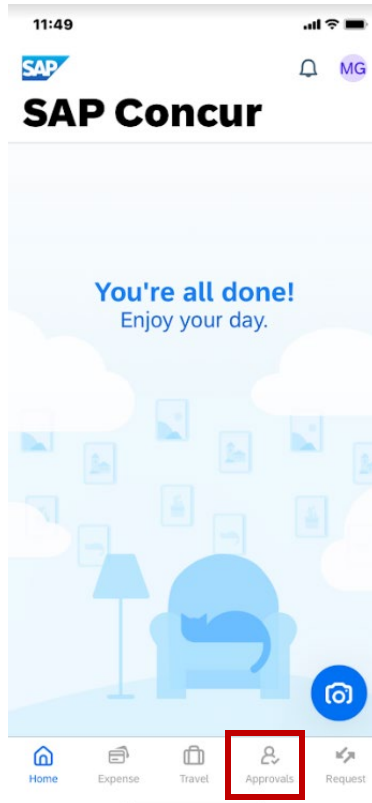 11:49
SAP
MG
SAP Concur
You're all done!
Enjoy your day.
Home Expense Travel Approvals Request